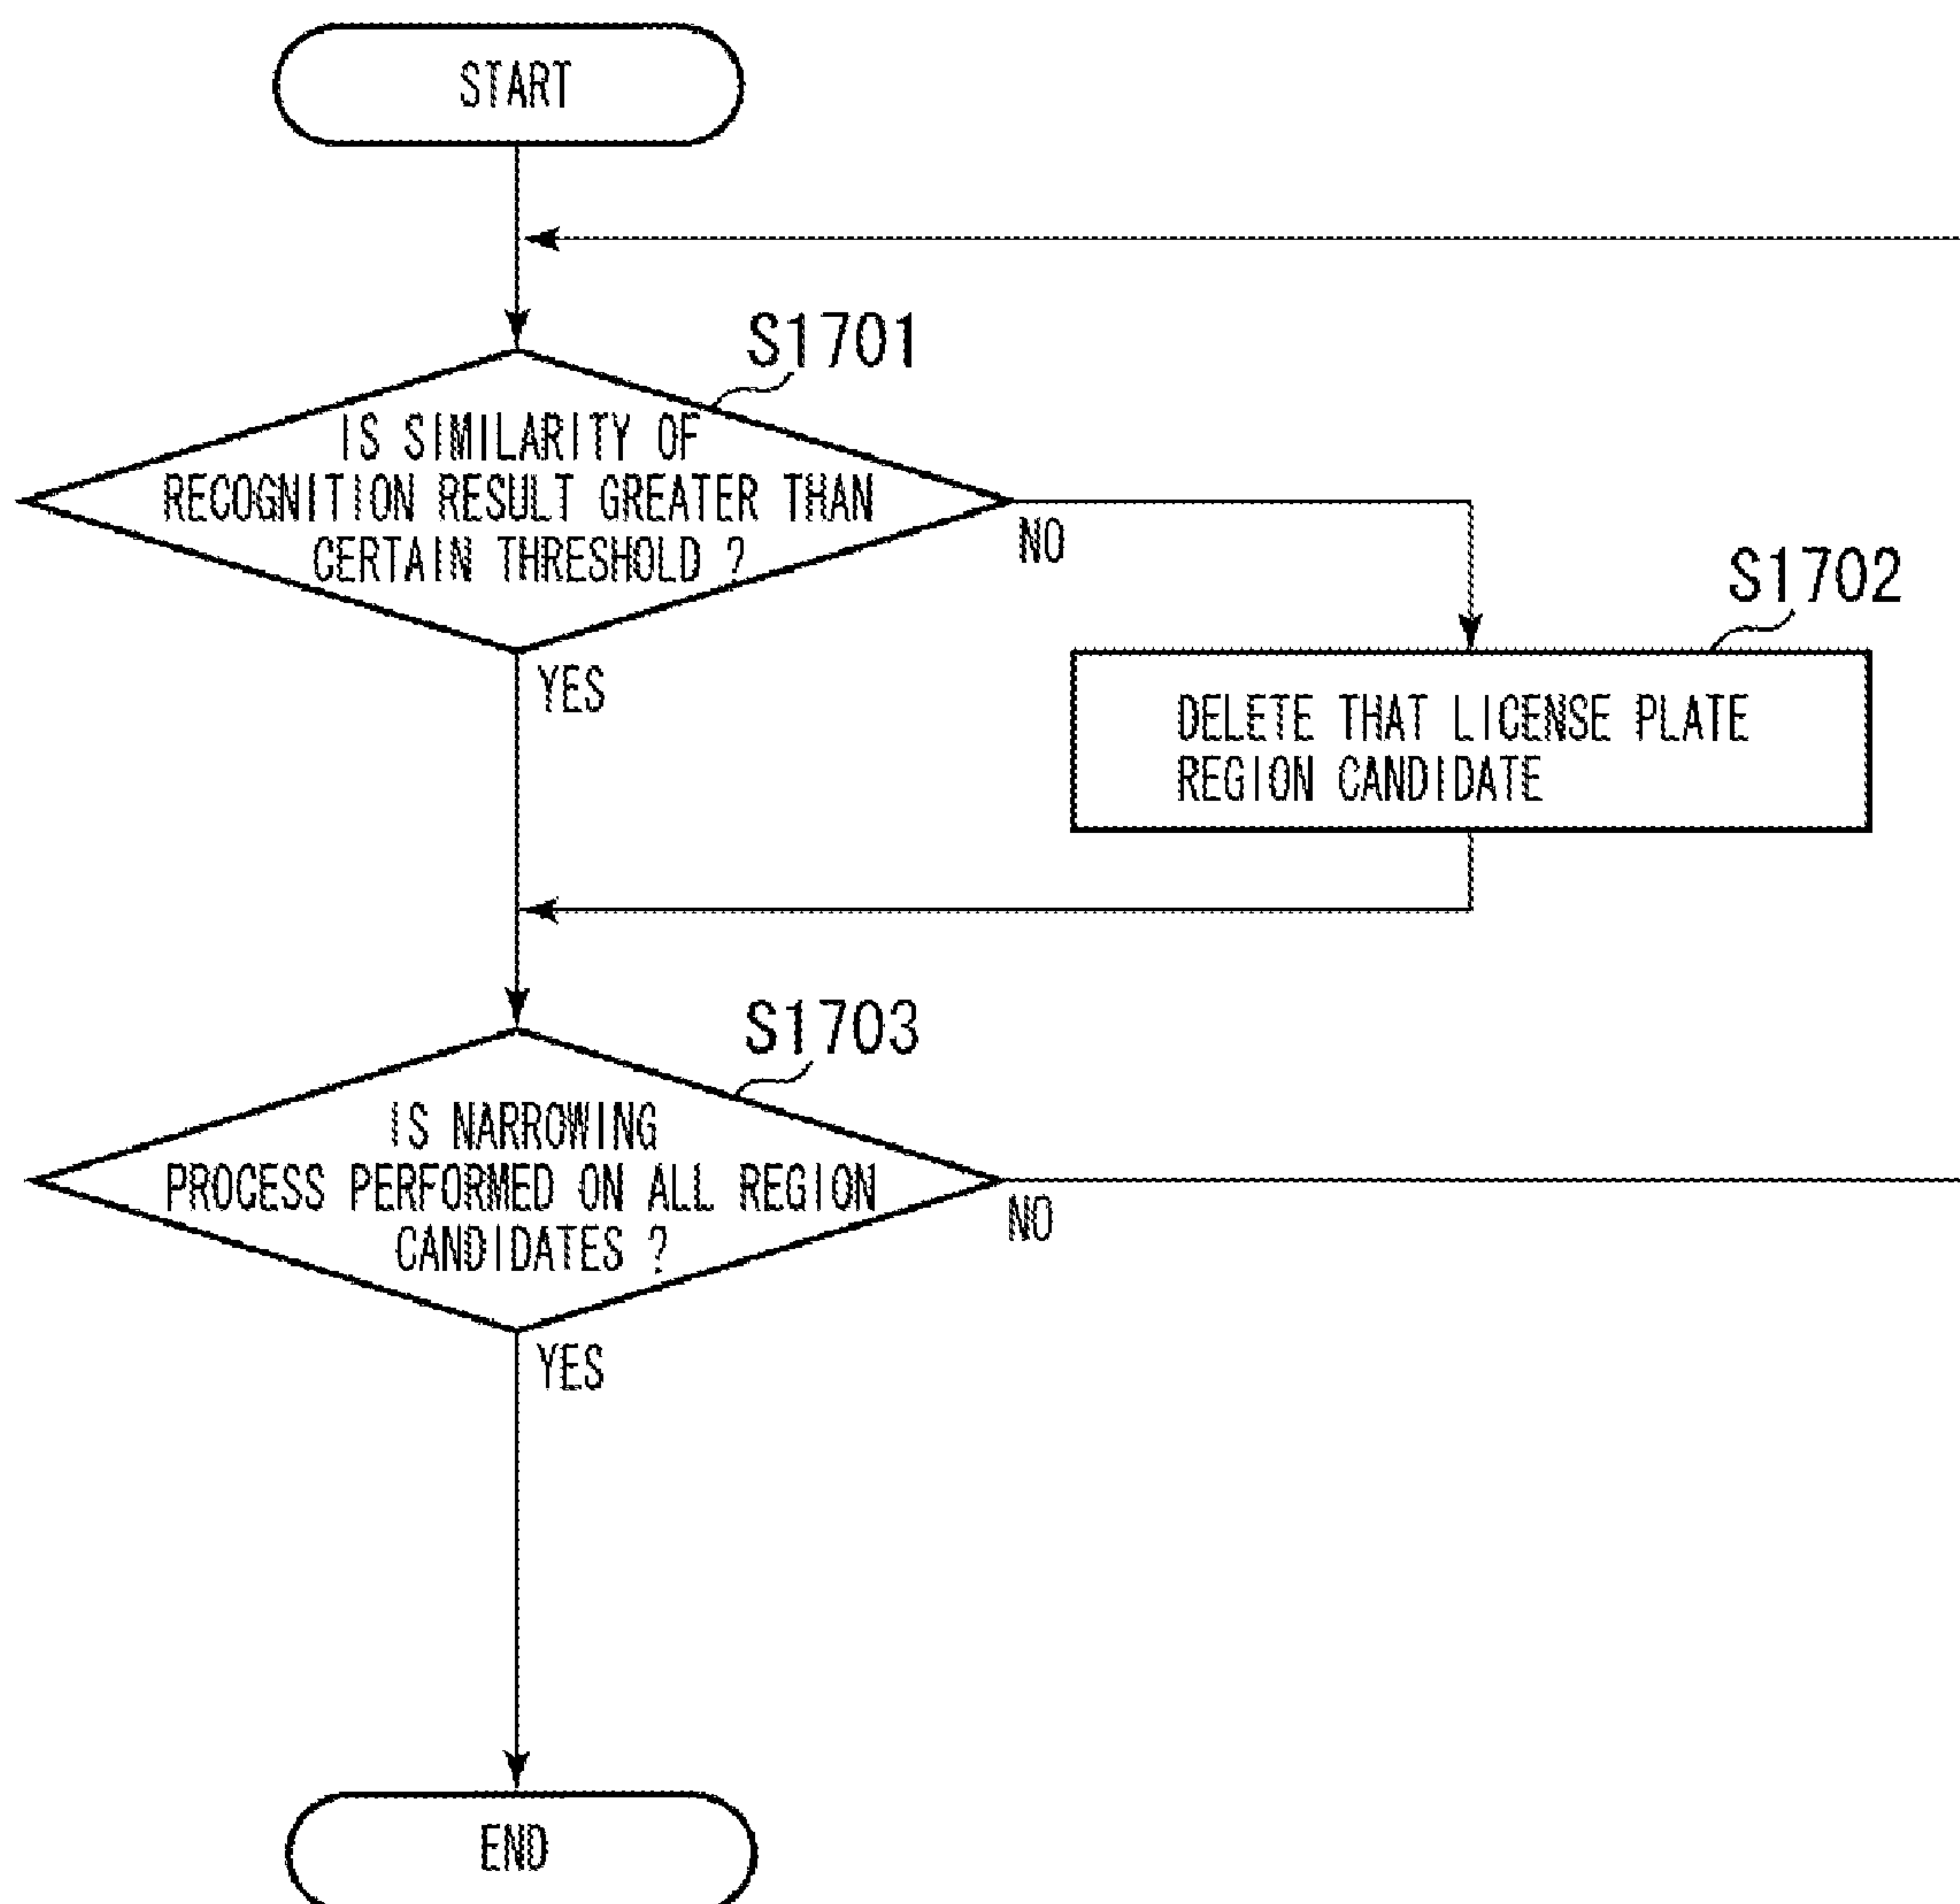 START
S1701
IS SIMILARITY OF
RECOGNITION RESULT GREATER THAN
CERTAIN THRESHOLD ?
NO
YES
S1702
DELETE THAT LICENSE PLATE
REGION CANDIDATE
S1703
IS NARROWING
PROCESS PERFORMED ON ALL REGION
CANDIDATES ?
NO
YES
END